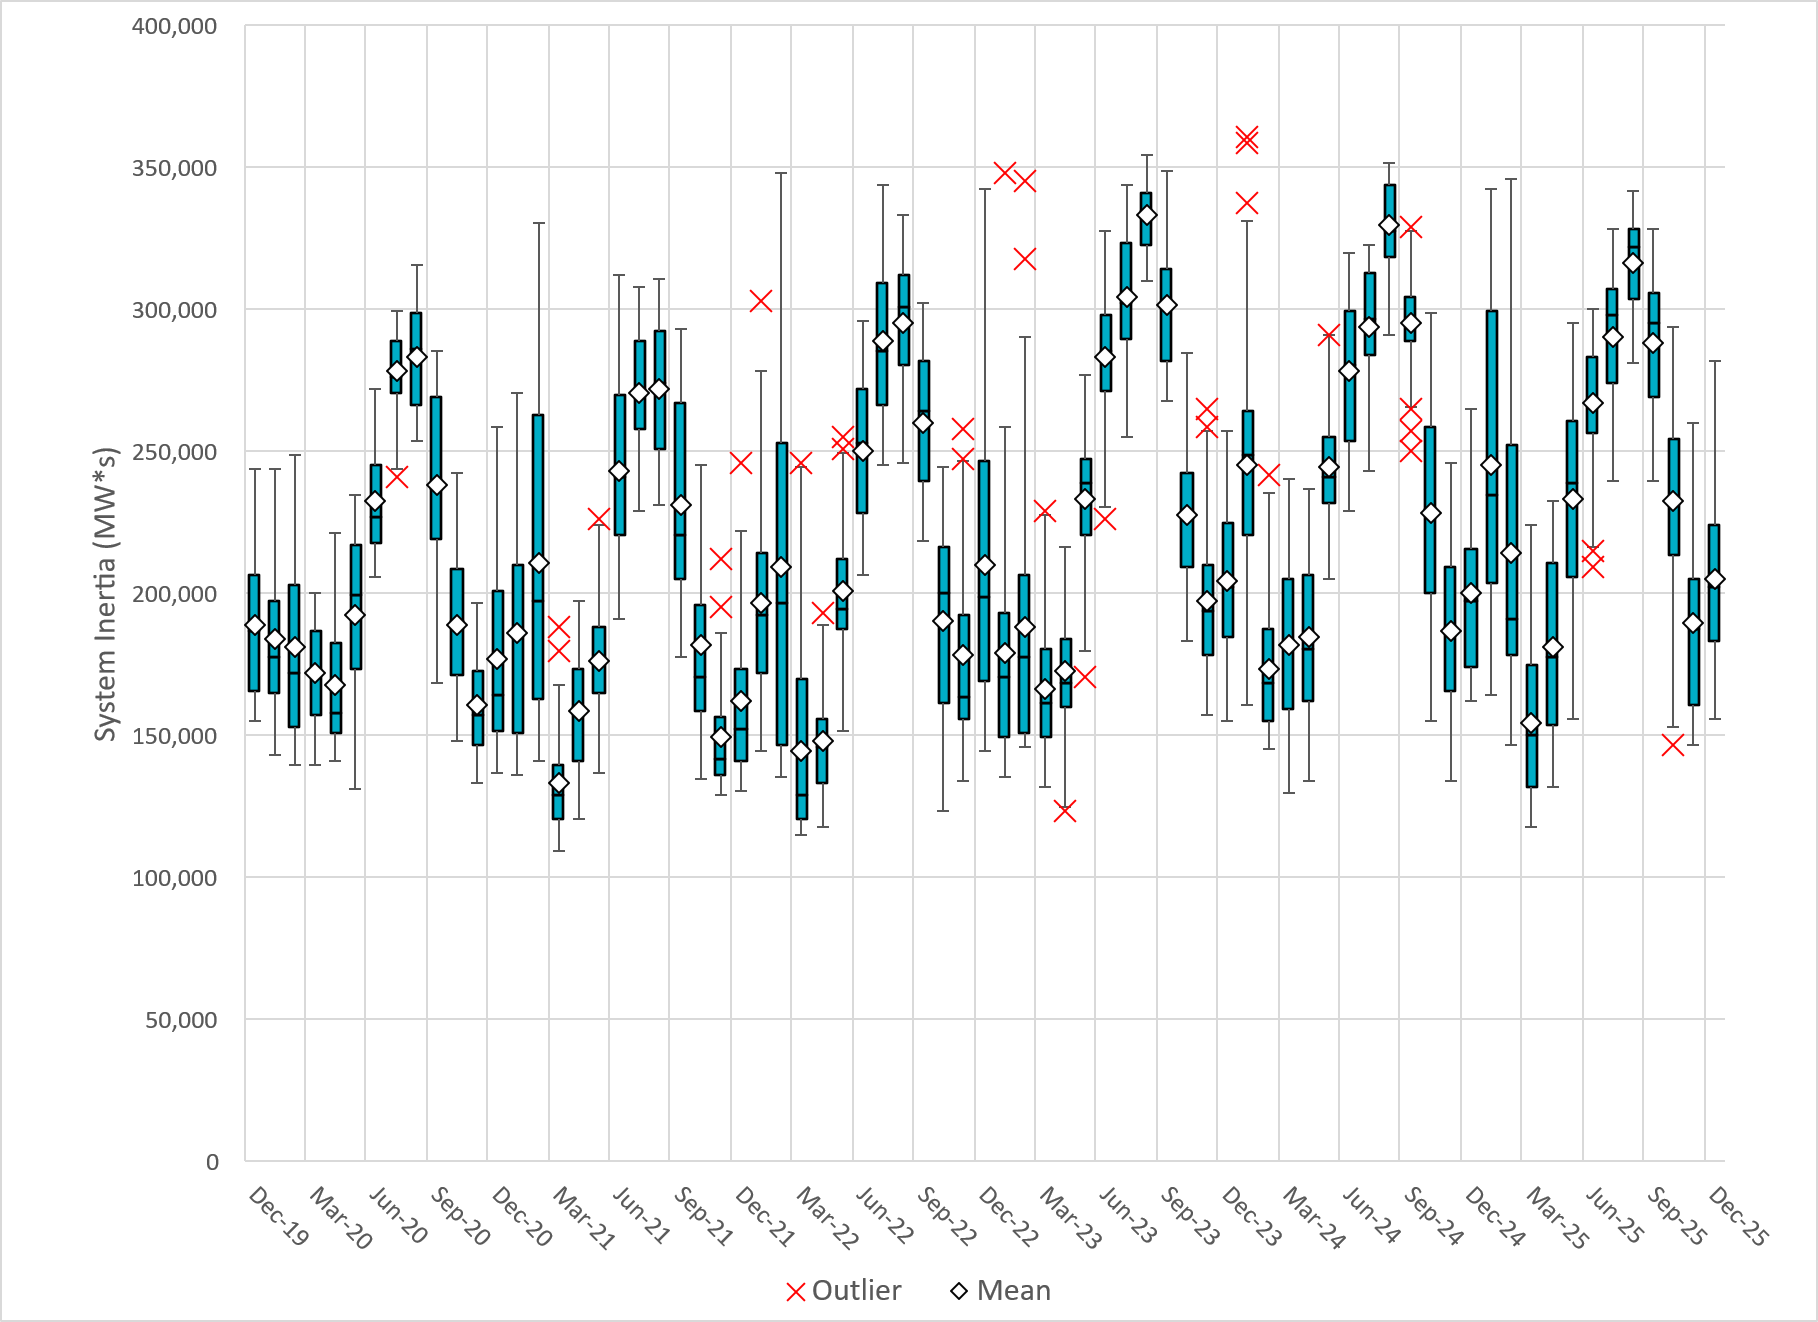 400,000
350,000
300,000
250,000
200,000
150,000
100,000
50,000
0
System Inertia (MW*s)
Dec-19
Mar-20
Jun-20
Sep-20
Dec-20
Mar-21
Jun-21
Sep-21
Dec-21
Mar-22
Jun-22
Sep-22
Dec-22
Mar-23
Jun-23
Sep-23
Dec-23
Mar-24
Jun-24
Sep-24
Dec-24
Mar-25
Jun-25
Sep-25
Dec-25
Outlier Mean